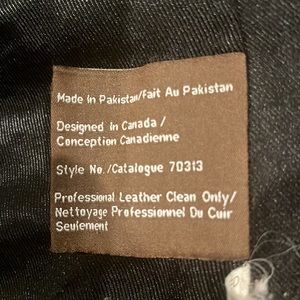 Made In Pakistan/Fait Au Pakistan
Designed in Canada /
Conception Canadienne
Style No./Catalogue 70313
Professional Leather Clean Only/
Nettoyage Professionnel Du Cuir
Seulement